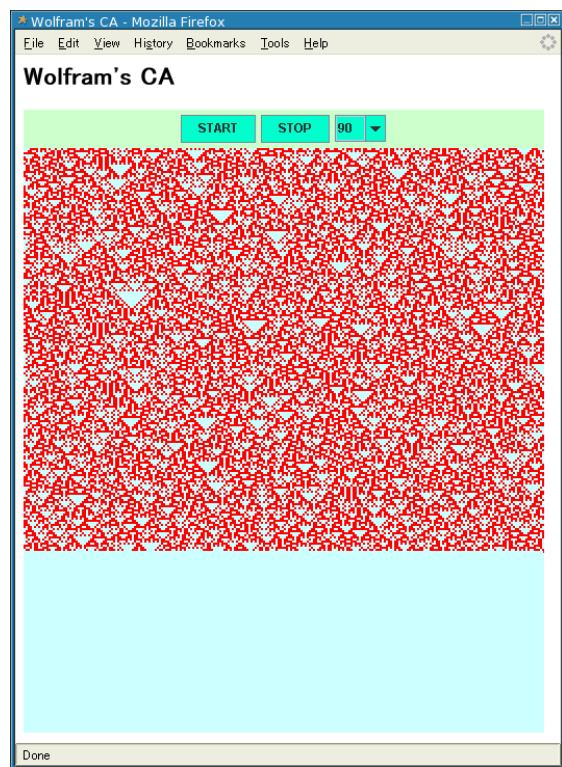 Wolfram's CA - Mozilla Firefox
File Edit View History Bookmarks Tools Help
Wolfram's CA
START STOP 90
Done